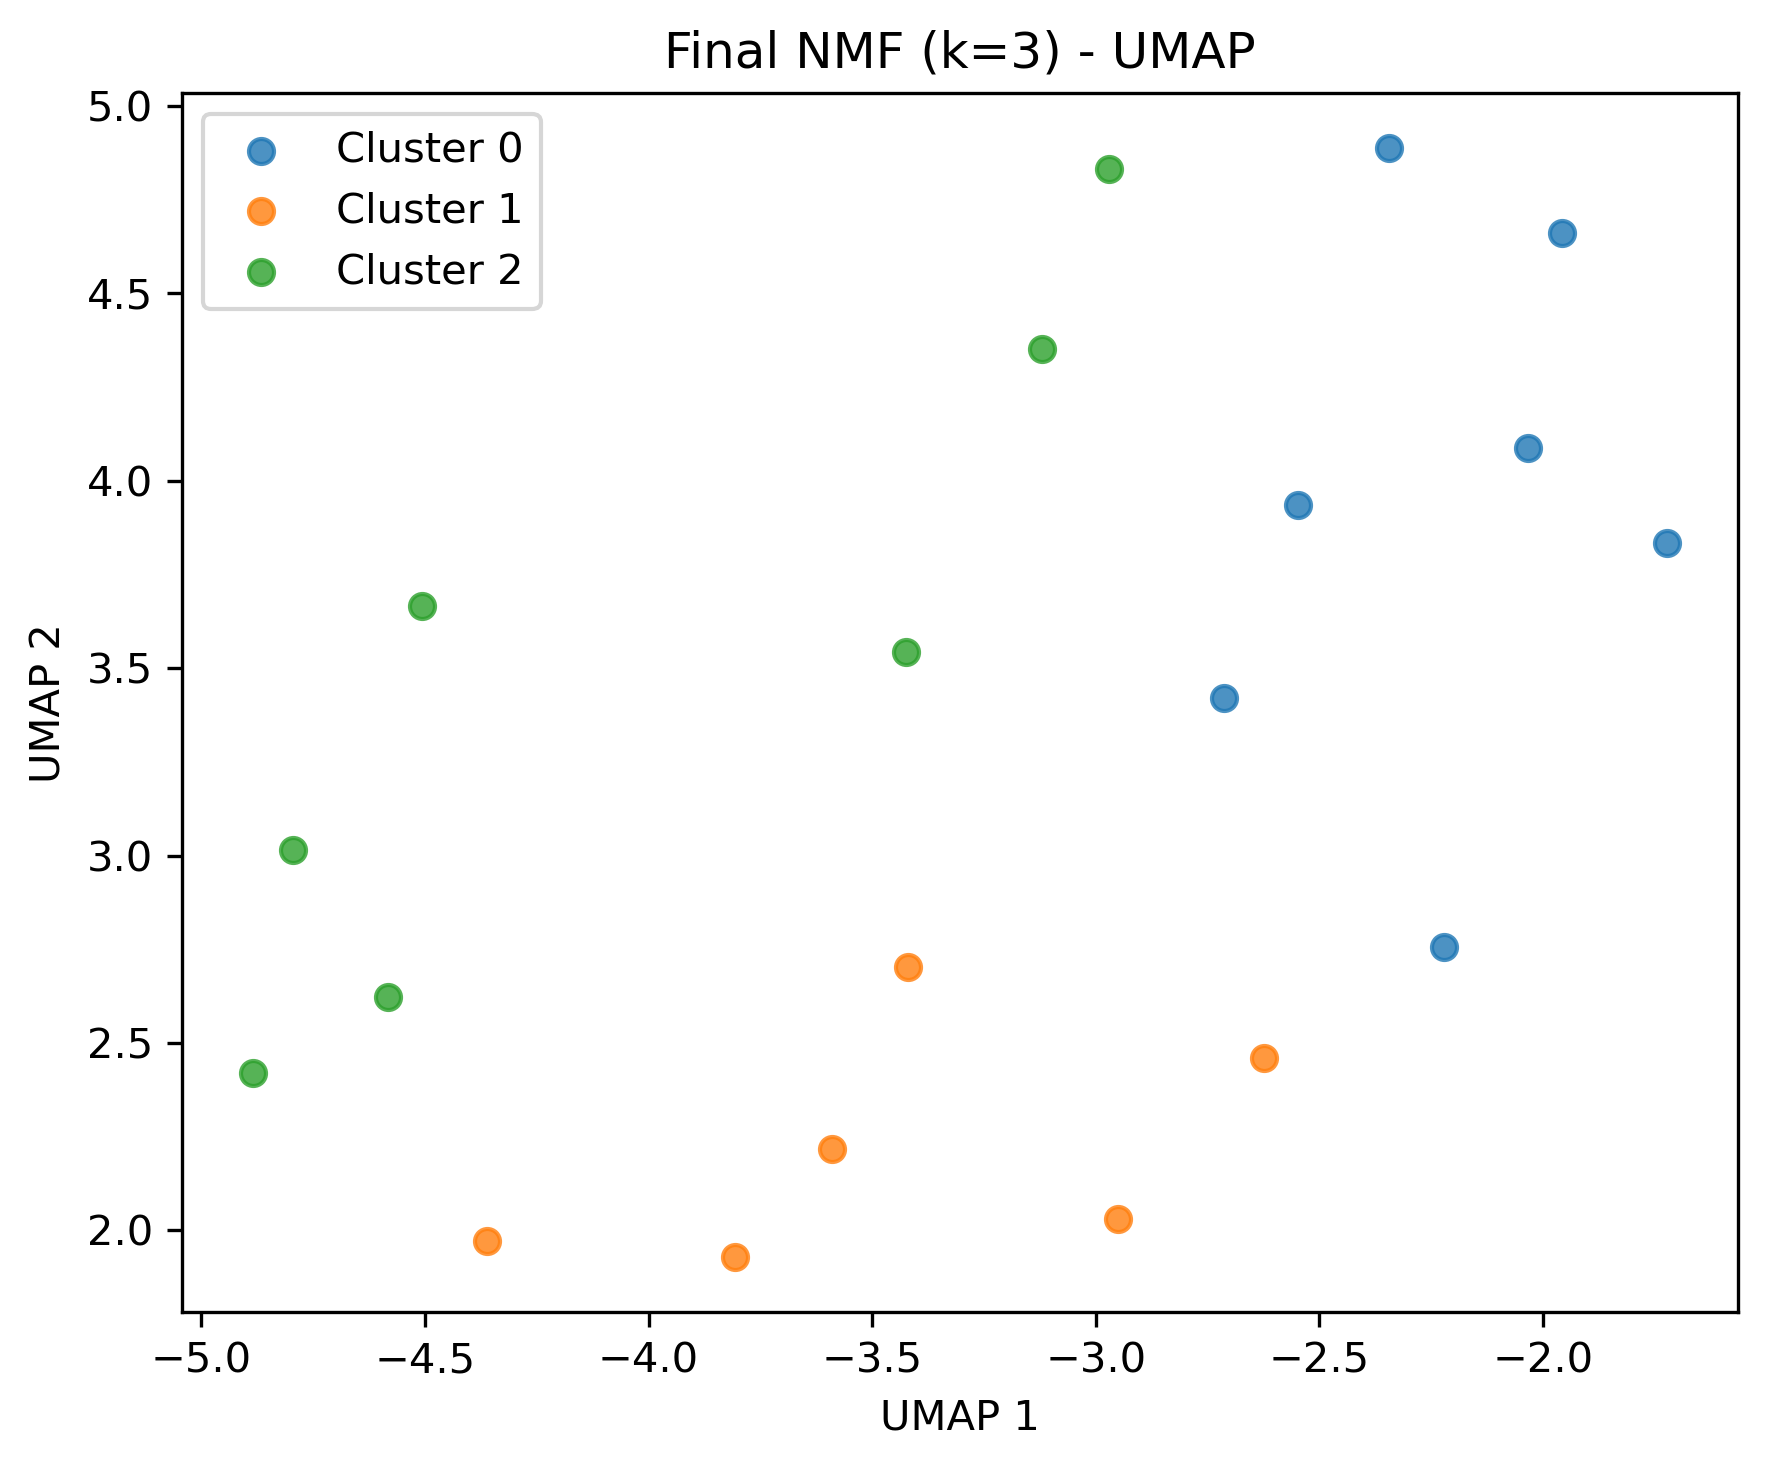 Final NMF (k=3) - UMAP
Cluster 0
Cluster 1
Cluster 2
5.0
4.5
4.0
3.5
3.0
2.5
2.0
UMAP 2
−5.0 −4.5 −4.0 −3.5 −3.0 −2.5 −2.0
UMAP 1